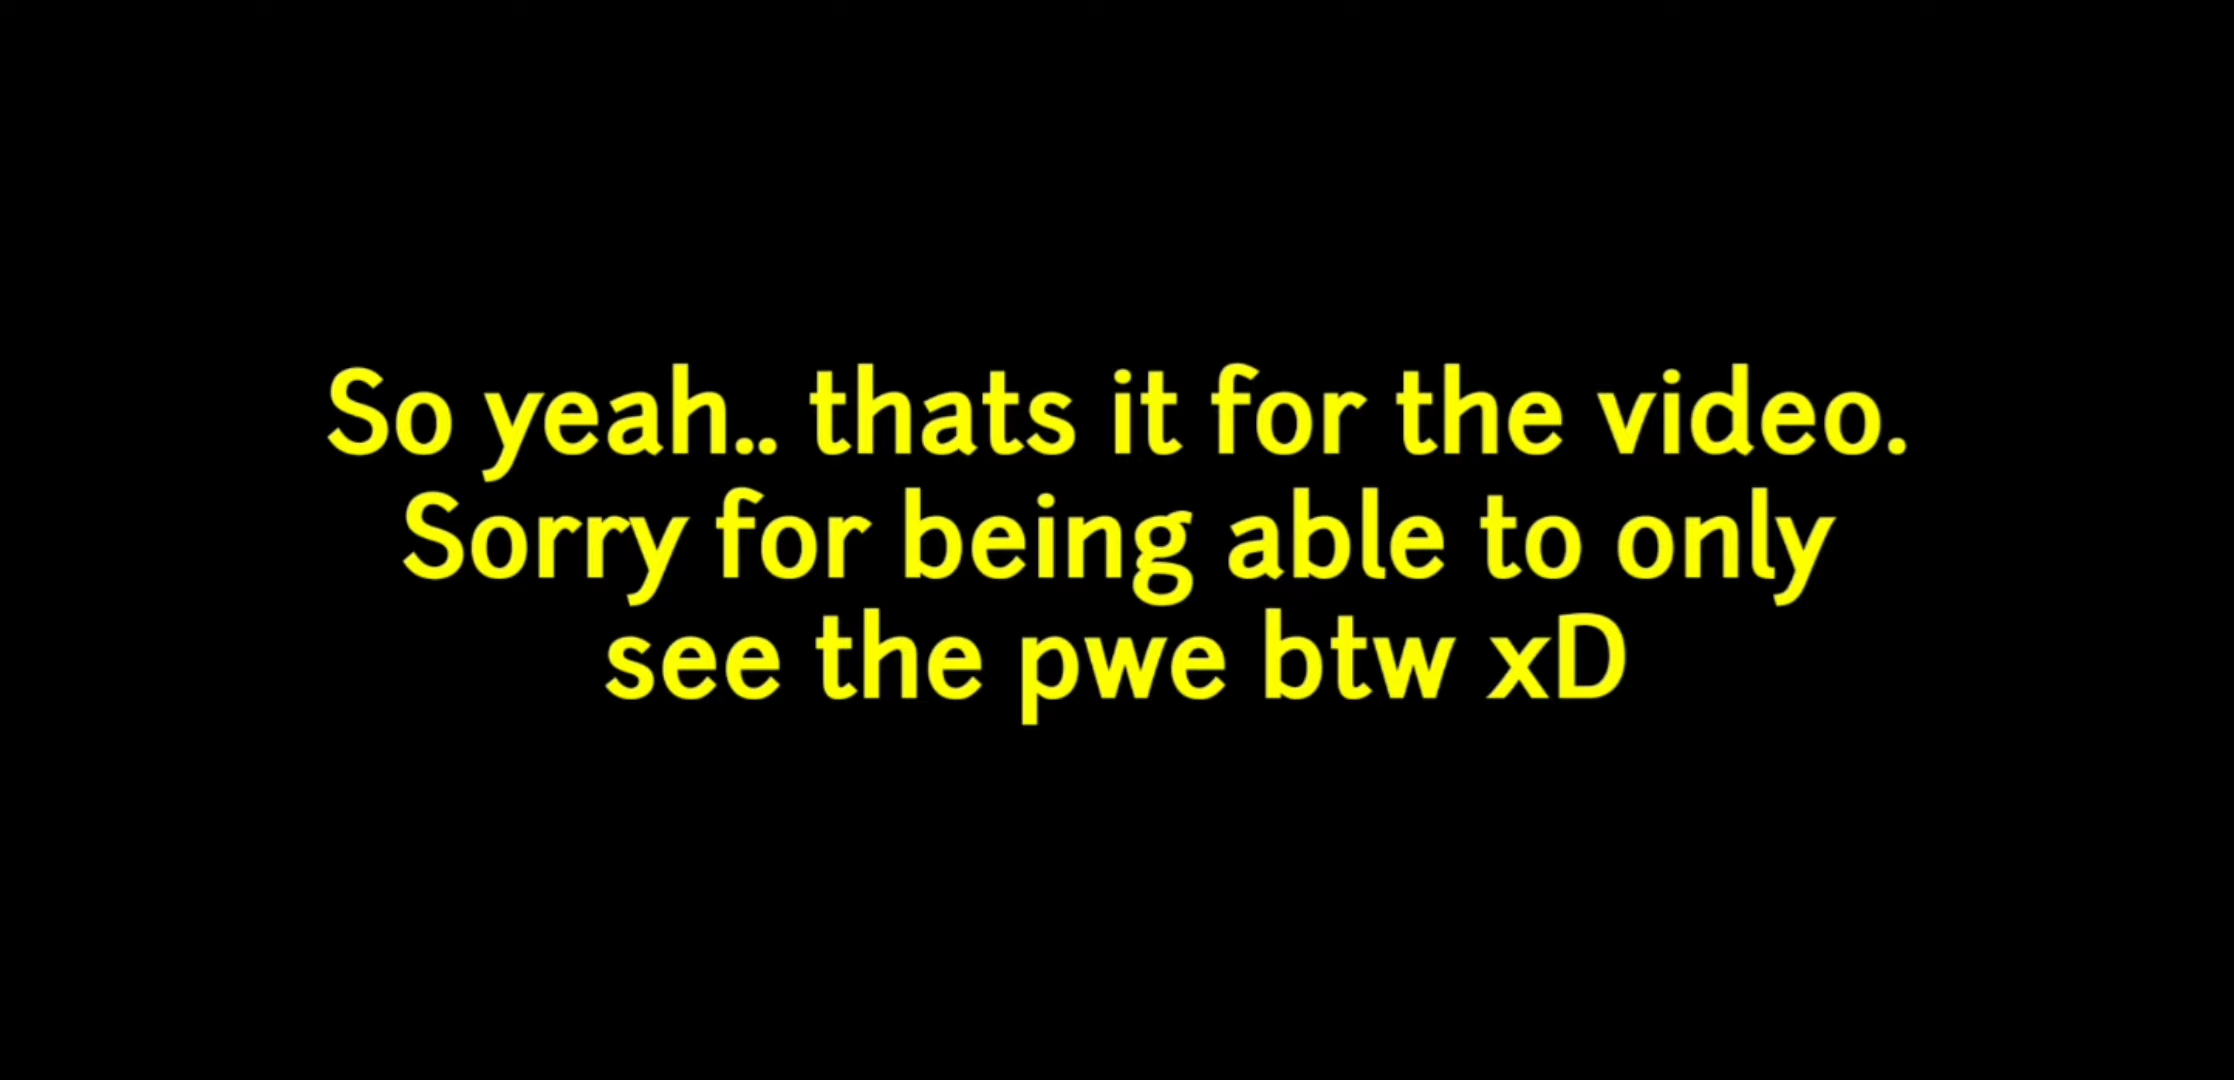 So yeah.. thats it for the video.
Sorry for being able to only
see the pwe btw xD